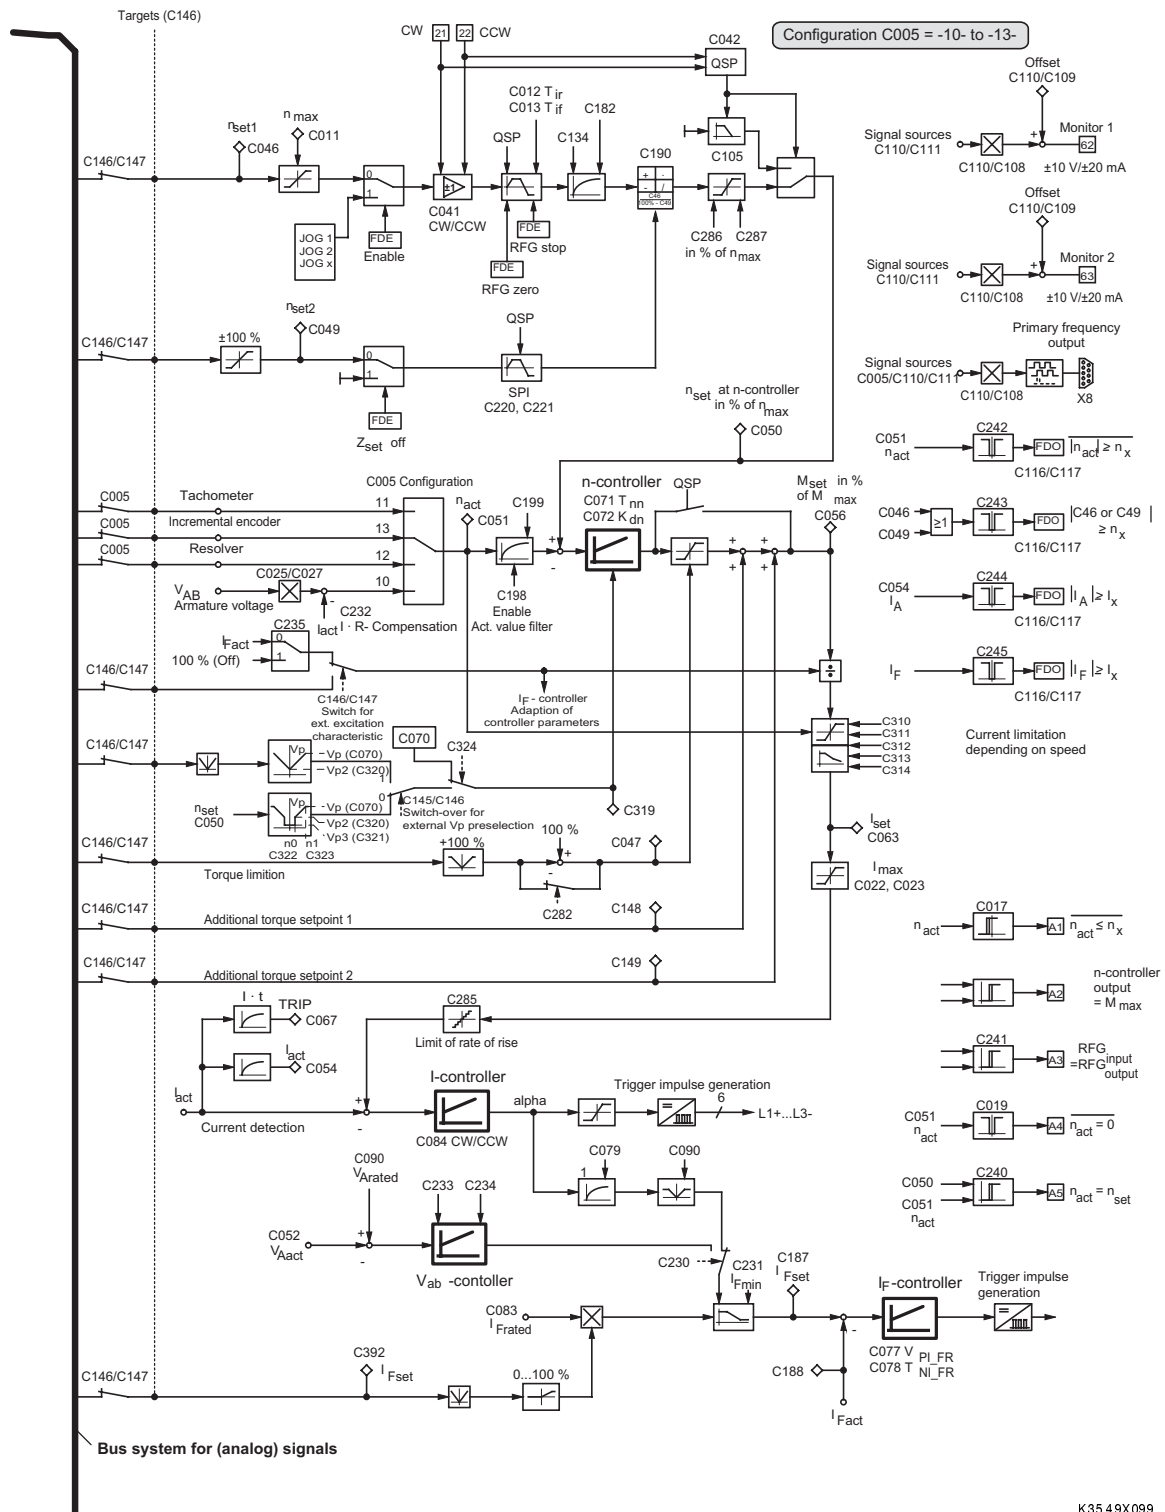 Targets (C146)
CW 21 22 CCW
Configuration C005 = -10- to -13-
C042
QSP
C012 T ir
C013 T if
C182
QSP
C134
C190
C105
+ -
- /
C46
100% - C49
n set1
C046
n max
C011
C146/C147
0
1
±1
C041
CW/CCW
JOG 1
JOG 2
JOG x
FDE
Enable
FDE
RFG stop
FDE
RFG zero
C286
C287
in % of n max
Offset
C110/C109
Signal sources
C110/C111
C110/C108
+
Monitor 1
62
±10 V/±20 mA
Offset
C110/C109
Signal sources
C110/C111
C110/C108
+
Monitor 2
63
±10 V/±20 mA
Primary frequency
output
Signal sources
C005/C110/C111
C110/C108
X8
n set2
C049
C146/C147
±100 %
0
1
FDE
Z set off
QSP
SPI
C220, C221
n set at n-controller
in % of n max
C050
C051
n act
C242
FDO
|n act| ≥ n x
C116/C117
C046
C049
≥1
C243
FDO
|C46 or C49 |
≥ n x
C116/C117
C054
I A
C244
FDO
|I A| ≥ I x
C116/C117
I F
C245
FDO
|I F| ≥ I x
C116/C117
C005 Configuration
C005
Tachometer
11
C005
Incremental encoder
13
C005
Resolver
12
V AB
Armature voltage
C025/C027
-
10
C232
I act I · R- Compensation
n act
C051
C199
C198
Enable
Act. value filter
+
-
n-controller
C071 T nn
C072 K dn
QSP
+
+
+
+
M set in %
of M max
C056
C235
I Fact
0
100 % (Off)
1
C146/C147
C146/C147
Switch for
ext. excitation
characteristic
I F - controller
Adaption of
controller parameters
÷
C310
C311
C312
C313
C314
Current limitation
depending on speed
C146/C147
Vp
Vp (C070)
Vp2 (C320)
1
C070
C324
0
C145/C146
Switch-over for
external Vp preselection
C319
n set
C050
Vp
Vp (C070)
Vp2 (C320)
Vp3 (C321)
n0 n1
C322 C323
C146/C147
Torque limition
+100 %
100 %
+
-
C282
C047
I set
C063
I max
C022, C023
C146/C147
Additional torque setpoint 1
C148
C146/C147
Additional torque setpoint 2
C149
n act
C017
A1
n act ≤ n x
A2
n-controller
output
= M max
C241
A3
RFG input
=RFG output
C051
n act
C019
A4
n act = 0
C050
C051
n act
C240
A5
n act = n set
I · t
TRIP
C067
I act
C054
I act
Current detection
C285
Limit of rate of rise
+
-
I-controller
C084 CW/CCW
alpha
Trigger impulse generation
6
L1+...L3-
C079
1
C090
C090
V Arated
C233
C234
C052
V Aact
+
-
V ab -contoller
C230
C231
I Fmin
C187
I Fset
C083
I Frated
-
I F-controller
C077 V PI_FR
C078 T NI_FR
Trigger impulse
generation
C188
I Fact
C392
I Fset
C146/C147
0...100 %
Bus system for (analog) signals
K35.49X099